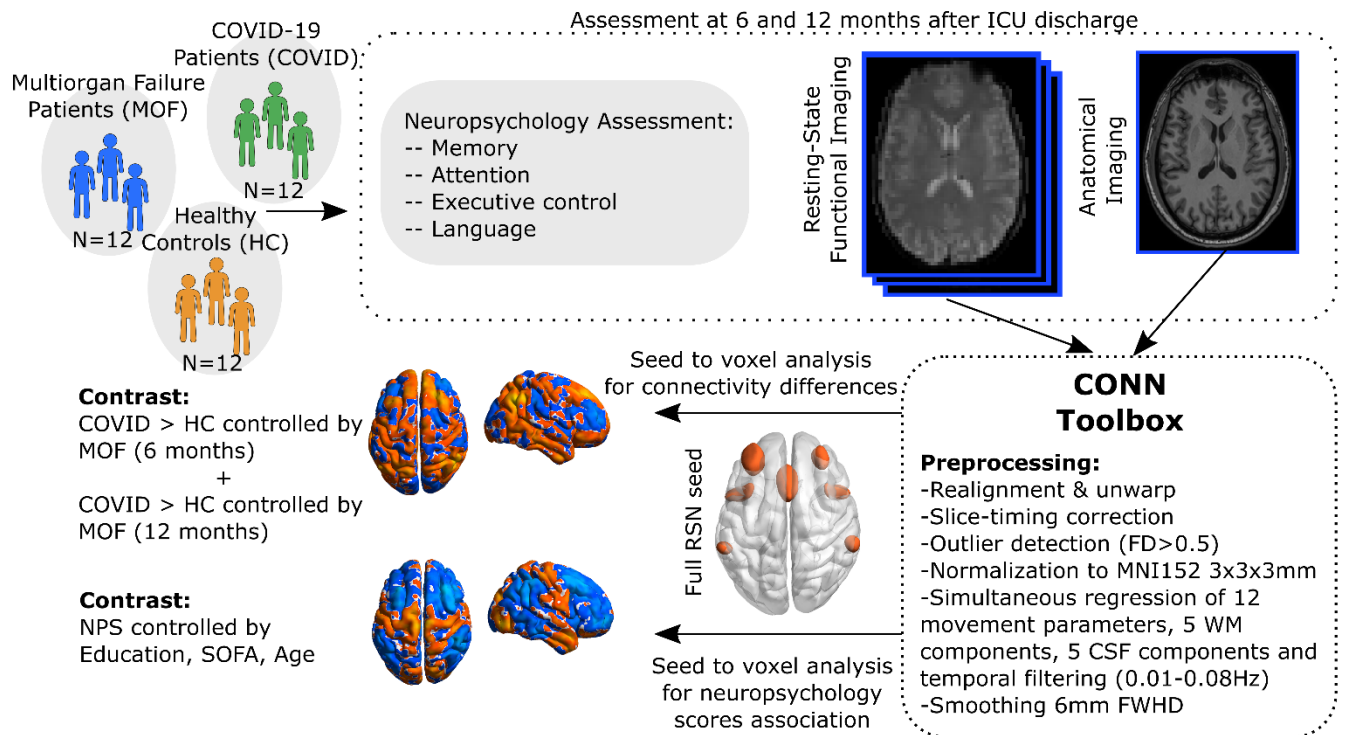 Assessment at 6 and 12 months after ICU discharge
COVID-19
Patients (COVID)
N=12
Multiorgan Failure
Patients (MOF)
N=12
Healthy
Controls (HC)
N=12
Neuropsychology Assessment:
-- Memory
-- Attention
-- Executive control
-- Language
Resting-State
Functional Imaging
Anatomical
Imaging
CONN
Toolbox
Preprocessing:
-Realignment & unwarp
-Slice-timing correction
-Outlier detection (FD>0.5)
-Normalization to MNI152 3x3x3mm
-Simultaneous regression of 12
movement parameters, 5 WM
components, 5 CSF components and
temporal filtering (0.01-0.08Hz)
-Smoothing 6mm FWHD
Seed to voxel analysis
for connectivity differences
Full RSN seed
Seed to voxel analysis
for neuropsychology
scores association
Contrast:
COVID > HC controlled by
MOF (6 months)
+
COVID > HC controlled by
MOF (12 months)
Contrast:
NPS controlled by
Education, SOFA, Age